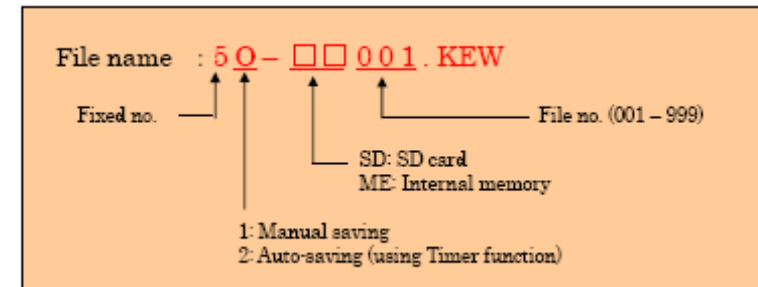 File name : 5 O – □□ 0 0 1 . KEW
Fixed no.
File no. (001 – 999)
SD: SD card
ME: Internal memory
1: Manual saving
2: Auto-saving (using Timer function)